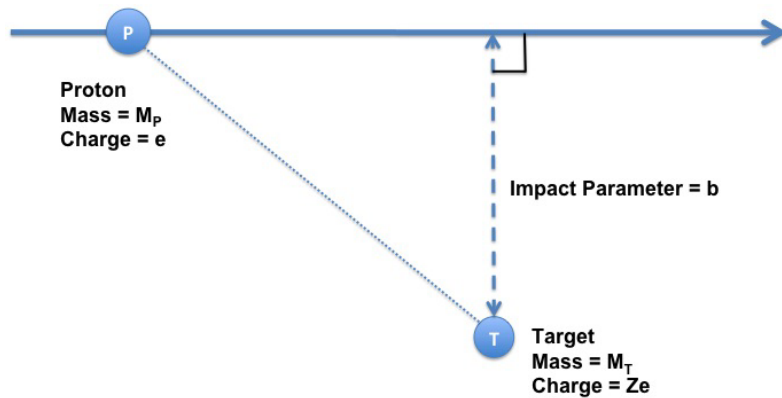 P
Proton
Mass = M_P
Charge = e
Impact Parameter = b
T
Target
Mass = M_T
Charge = Ze